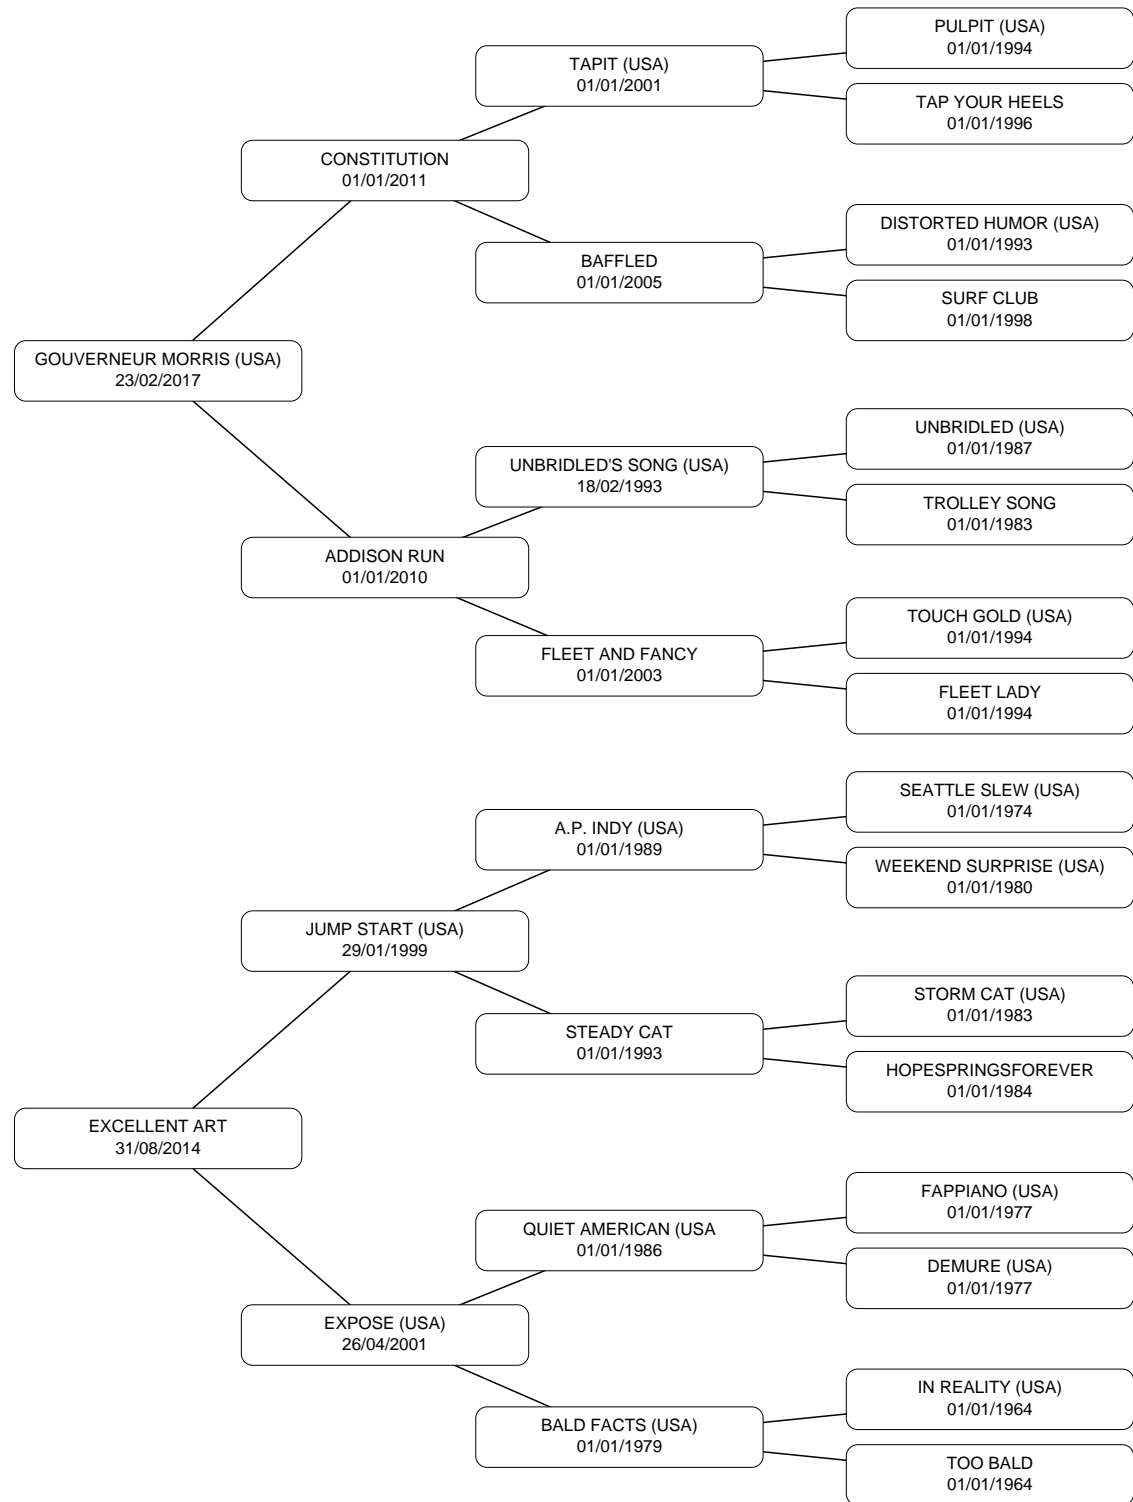 PULPIT (USA)
01/01/1994
TAPIT (USA)
01/01/2001
TAP YOUR HEELS
01/01/1996
CONSTITUTION
01/01/2011
DISTORTED HUMOR (USA)
01/01/1993
BAFFLED
01/01/2005
SURF CLUB
01/01/1998
GOUVERNEUR MORRIS (USA)
23/02/2017
UNBRIDLED (USA)
01/01/1987
UNBRIDLED'S SONG (USA)
18/02/1993
TROLLEY SONG
01/01/1983
ADDISON RUN
01/01/2010
TOUCH GOLD (USA)
01/01/1994
FLEET AND FANCY
01/01/2003
FLEET LADY
01/01/1994
SEATTLE SLEW (USA)
01/01/1974
A.P. INDY (USA)
01/01/1989
WEEKEND SURPRISE (USA)
01/01/1980
JUMP START (USA)
29/01/1999
STORM CAT (USA)
01/01/1983
STEADY CAT
01/01/1993
HOPESPRINGSFOREVER
01/01/1984
EXCELLENT ART
31/08/2014
FAPPIANO (USA)
01/01/1977
QUIET AMERICAN (USA
01/01/1986
DEMURE (USA)
01/01/1977
EXPOSE (USA)
26/04/2001
IN REALITY (USA)
01/01/1964
BALD FACTS (USA)
01/01/1979
TOO BALD
01/01/1964